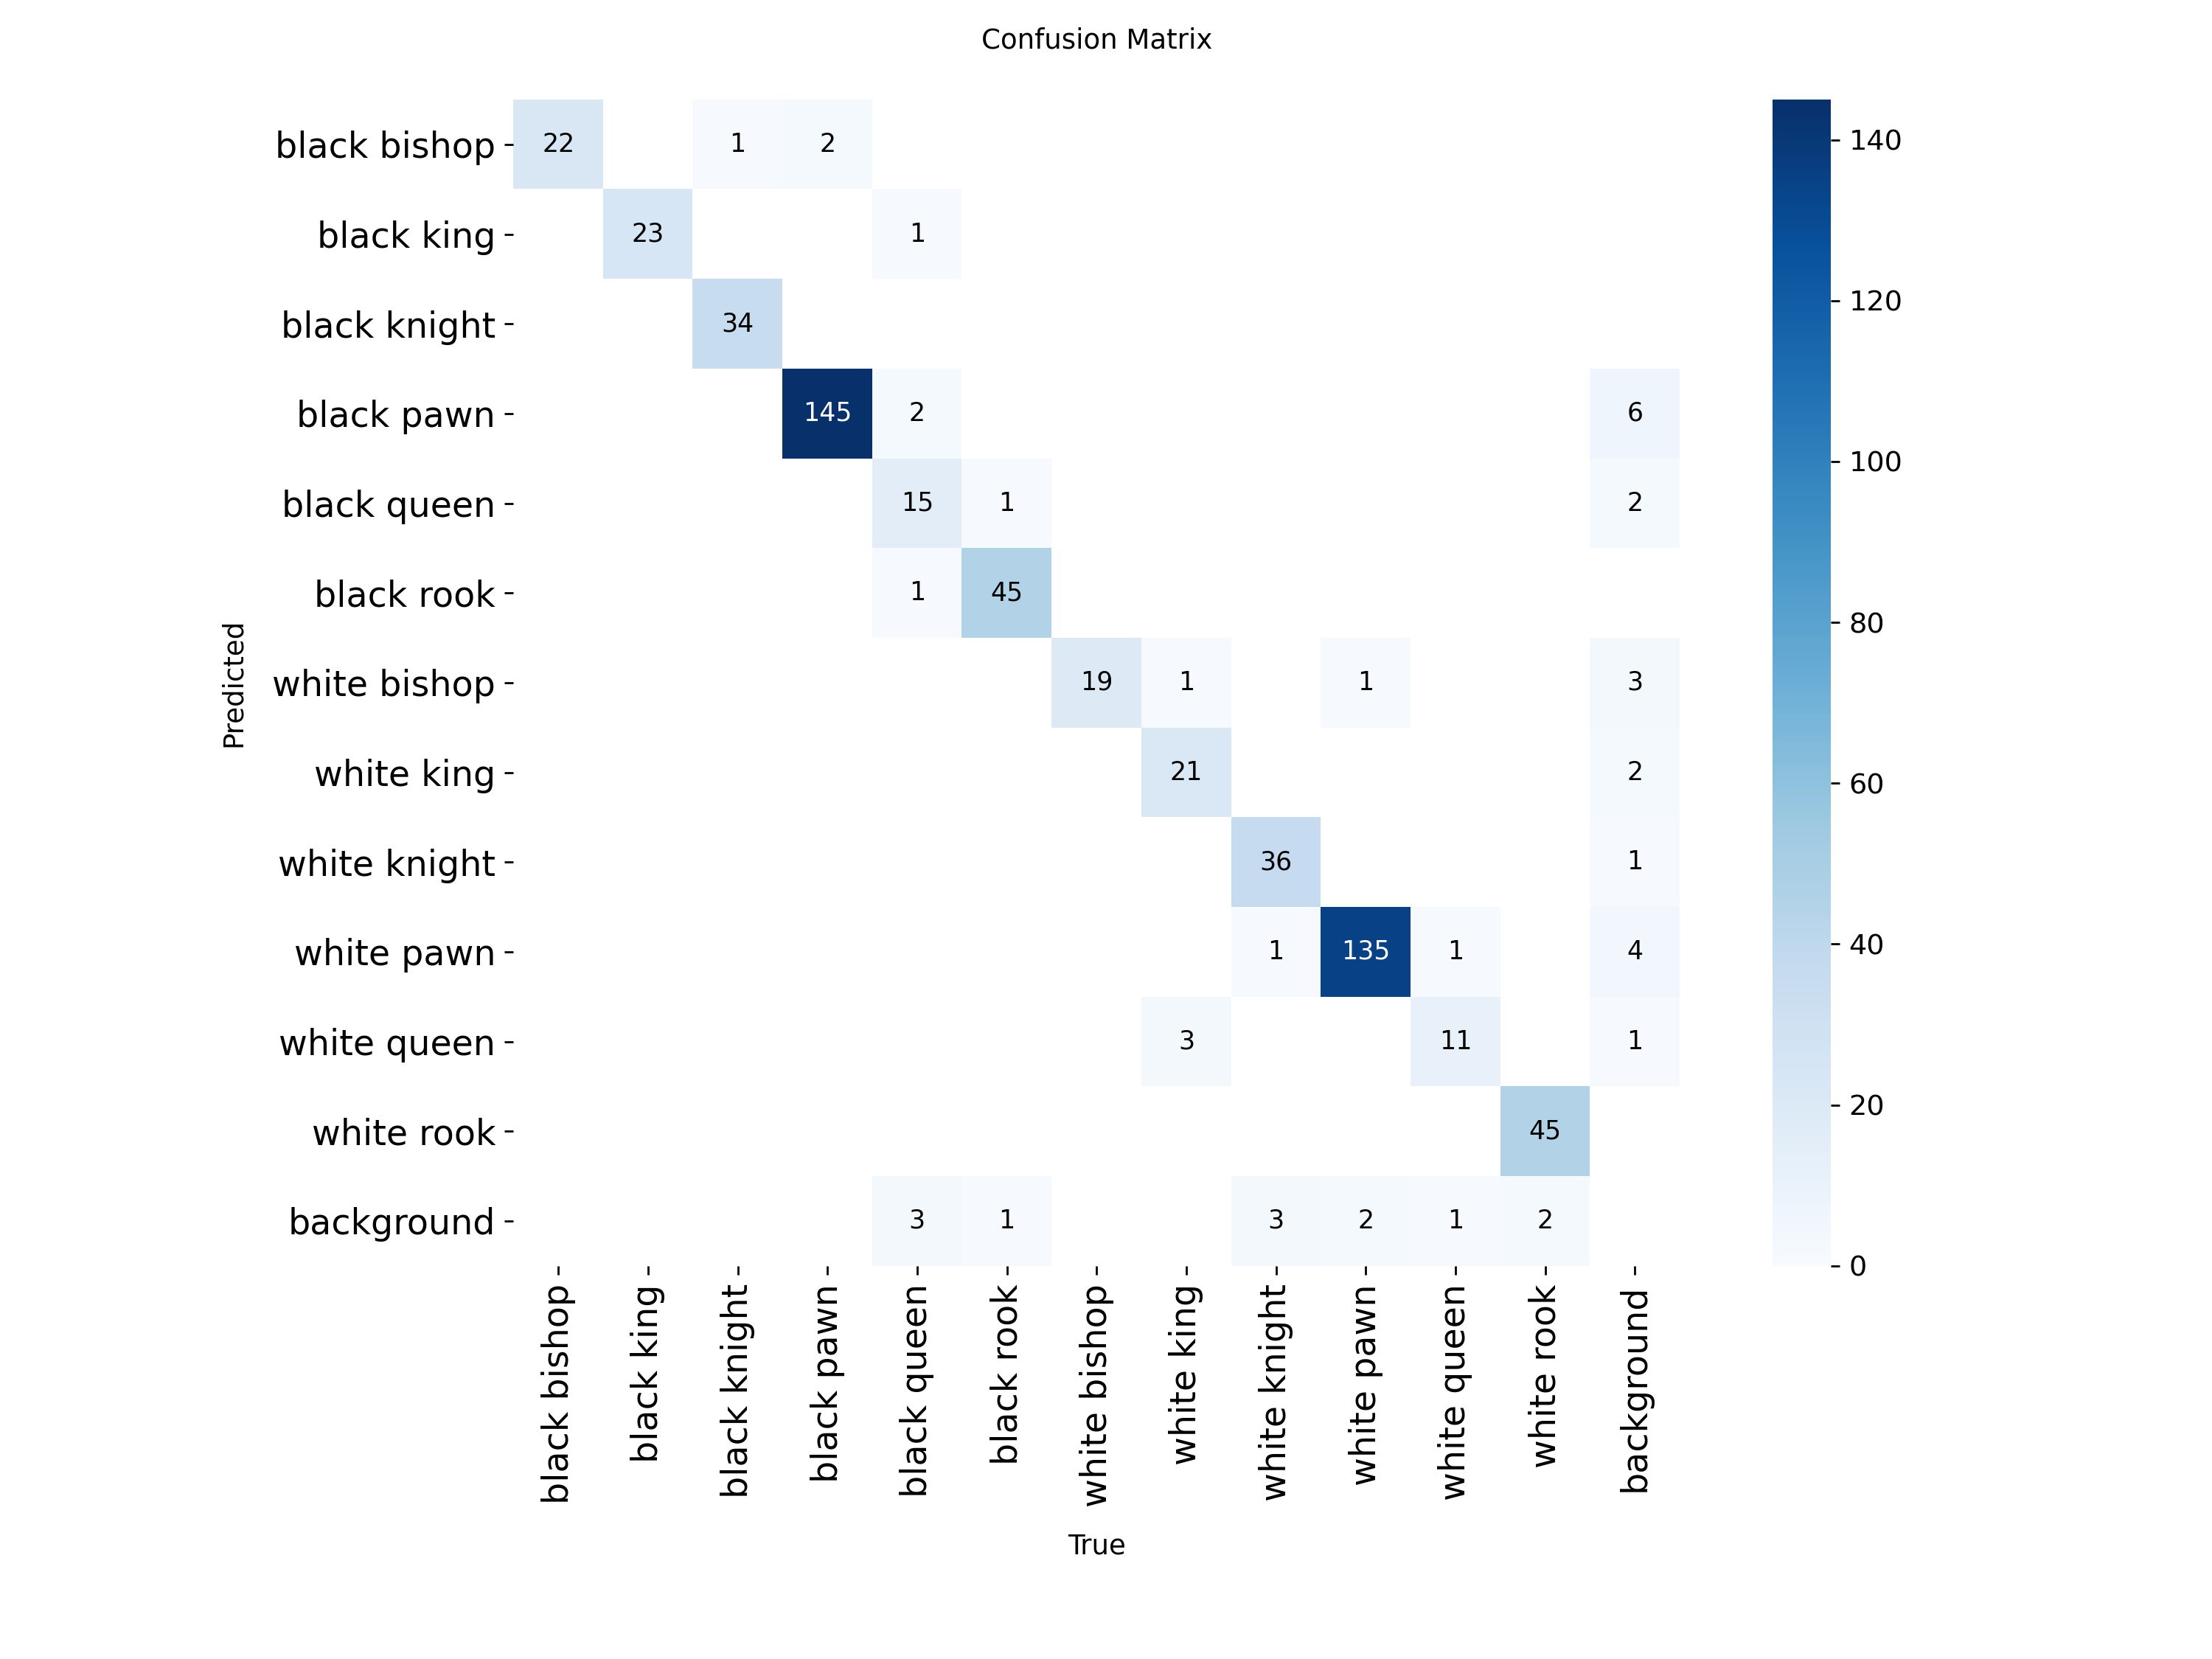 Confusion Matrix
black bishop 22 1 2
black king 23 1
black knight 34
black pawn 145 2 6
black queen 15 1 2
black rook 1 45
white bishop 19 1 1 3
white king 21 2
white knight 36 1
white pawn 1 135 1 4
white queen 3 11 1
white rook 45
background 3 1 3 2 1 2
Predicted
black bishop black king black knight black pawn black queen black rook white bishop white king white knight white pawn white queen white rook background
True
140
120
100
80
60
40
20
0